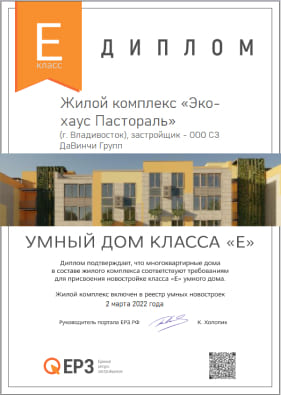 Е
класс
ДИПЛОМ
Жилой комплекс «Эко-
хаус Пастораль»
(г. Владивосток), застройщик - ООО СЗ
ДаВинчи Групп
УМНЫЙ ДОМ КЛАССА «Е»
Диплом подтверждает, что многоквартирные дома
в составе жилого комплекса соответствуют требованиям
для присвоения новостройке класса «Е» умного дома.
Жилой комплекс включен в реестр умных новостроек
2 марта 2022 года
Руководитель портала ЕРЗ.РФ
К. Холопик
ЕРЗ
Единый
реестр
застройщиков